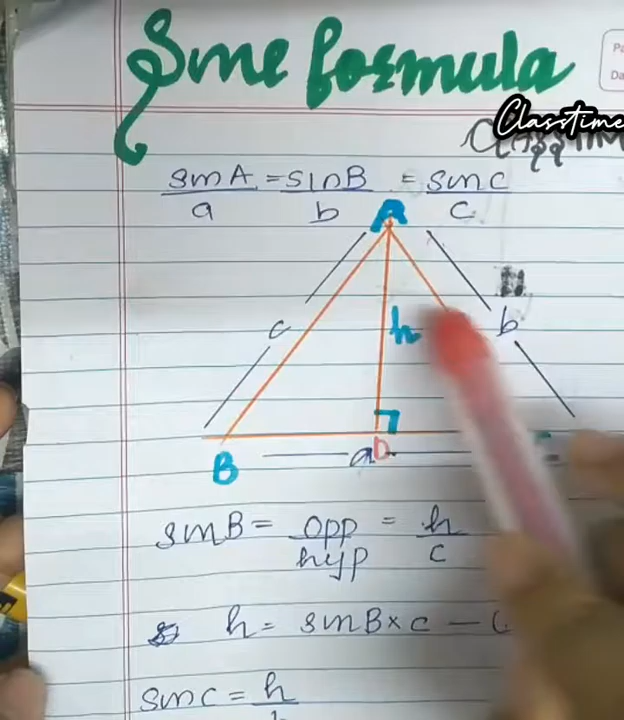 Sine formula
Classtime
sinA/a = sinB/b = sinC/c
A
c
h
b
B
a
D
sinB = opp/hyp = h/c
h = sinB×c —
sinC = h